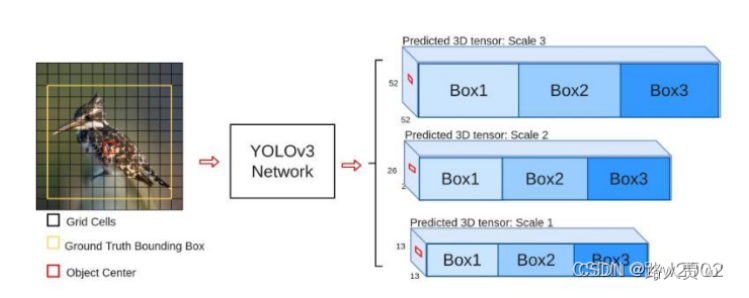 Predicted 3D tensor: Scale 3
52
Box1
Box2
Box3
52
Predicted 3D tensor: Scale 2
YOLOv3
Network
26
2
Box1
Box2
Box3
Grid Cells
Ground Truth Bounding Box
Object Center
Predicted 3D tensor: Scale 1
13
Box1
Box2
Box3
13
CSDN